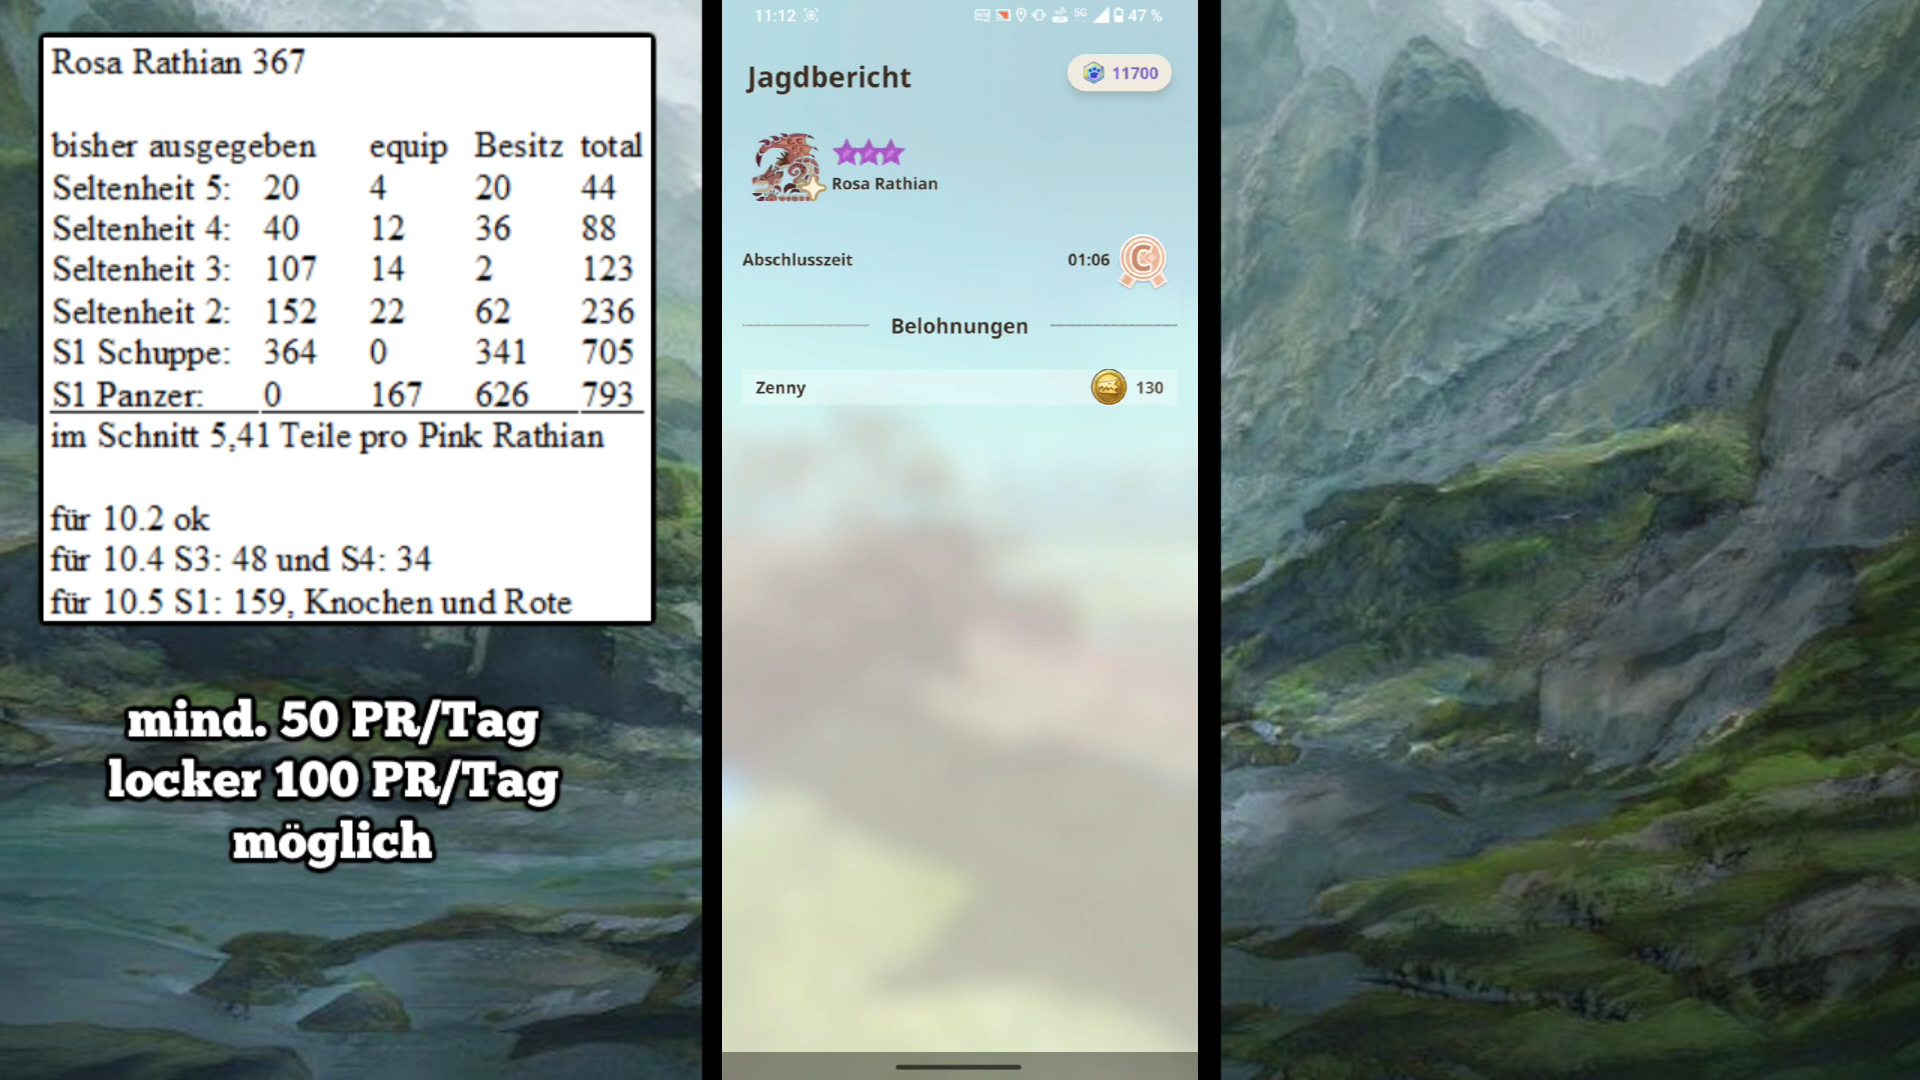 Rosa Rathian 367
bisher ausgegeben equip Besitz total
Seltenheit 5: 20 4 20 44
Seltenheit 4: 40 12 36 88
Seltenheit 3: 107 14 2 123
Seltenheit 2: 152 22 62 236
S1 Schuppe: 364 0 341 705
S1 Panzer: 0 167 626 793
im Schnitt 5,41 Teile pro Pink Rathian
für 10.2 ok
für 10.4 S3: 48 und S4: 34
für 10.5 S1: 159, Knochen und Rote
mind. 50 PR/Tag
locker 100 PR/Tag
möglich
11:12 5G 47 %
Jagdbericht 11700
Rosa Rathian
Abschlusszeit 01:06 C
Belohnungen
Zenny 130